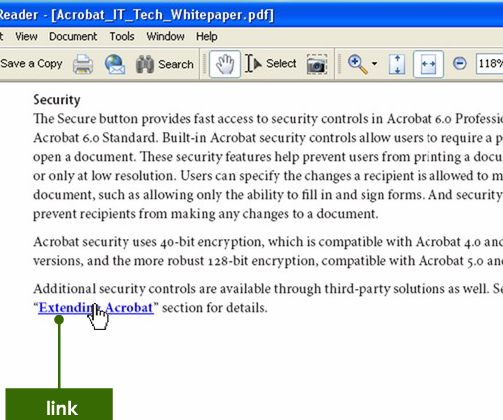 Reader - [Acrobat_IT_Tech_Whitepaper.pdf]
View Document Tools Window Help
Save a Copy Search Select 118%
Security
The Secure button provides fast access to security controls in Acrobat 6.0
Acrobat 6.0 Standard. Built-in Acrobat security controls allow users to require a
open a document. These security features help prevent users from printing a
or only at low resolution. Users can specify the changes a recipient is allowed to
document, such as allowing only the ability to fill in and sign forms. And security
prevent recipients from making any changes to a document.
Acrobat security uses 40-bit encryption, which is compatible with Acrobat 4.0 and
versions, and the more robust 128-bit encryption, compatible with Acrobat 5.0
Additional security controls are available through third-party solutions as well.
“Extending Acrobat” section for details.
link